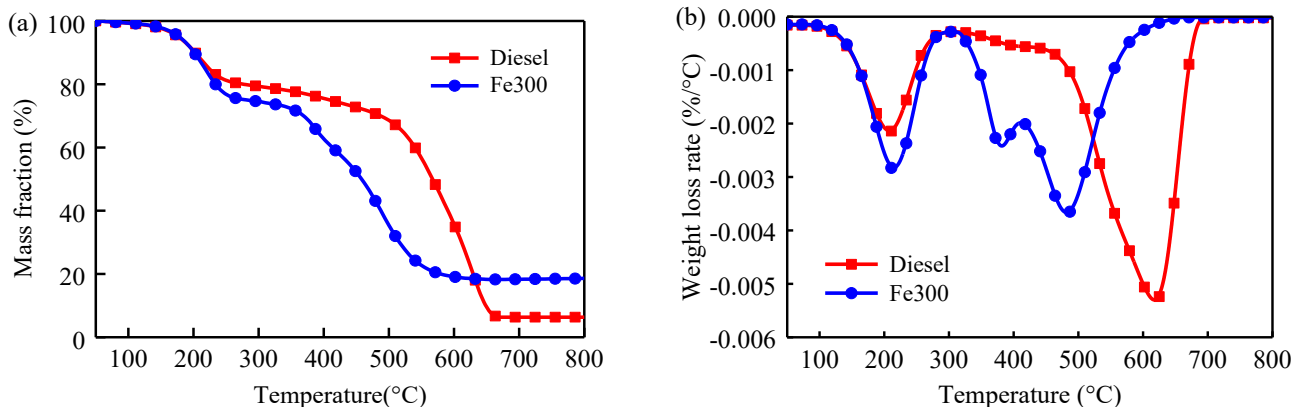 (a)
100
80
60
40
20
0
Mass fraction (%)
Diesel
Fe300
100 200 300 400 500 600 700 800
Temperature(°C)
(b)
0.000
-0.001
-0.002
-0.003
-0.004
-0.005
-0.006
Weight loss rate (%/°C)
Diesel
Fe300
100 200 300 400 500 600 700 800
Temperature (°C)